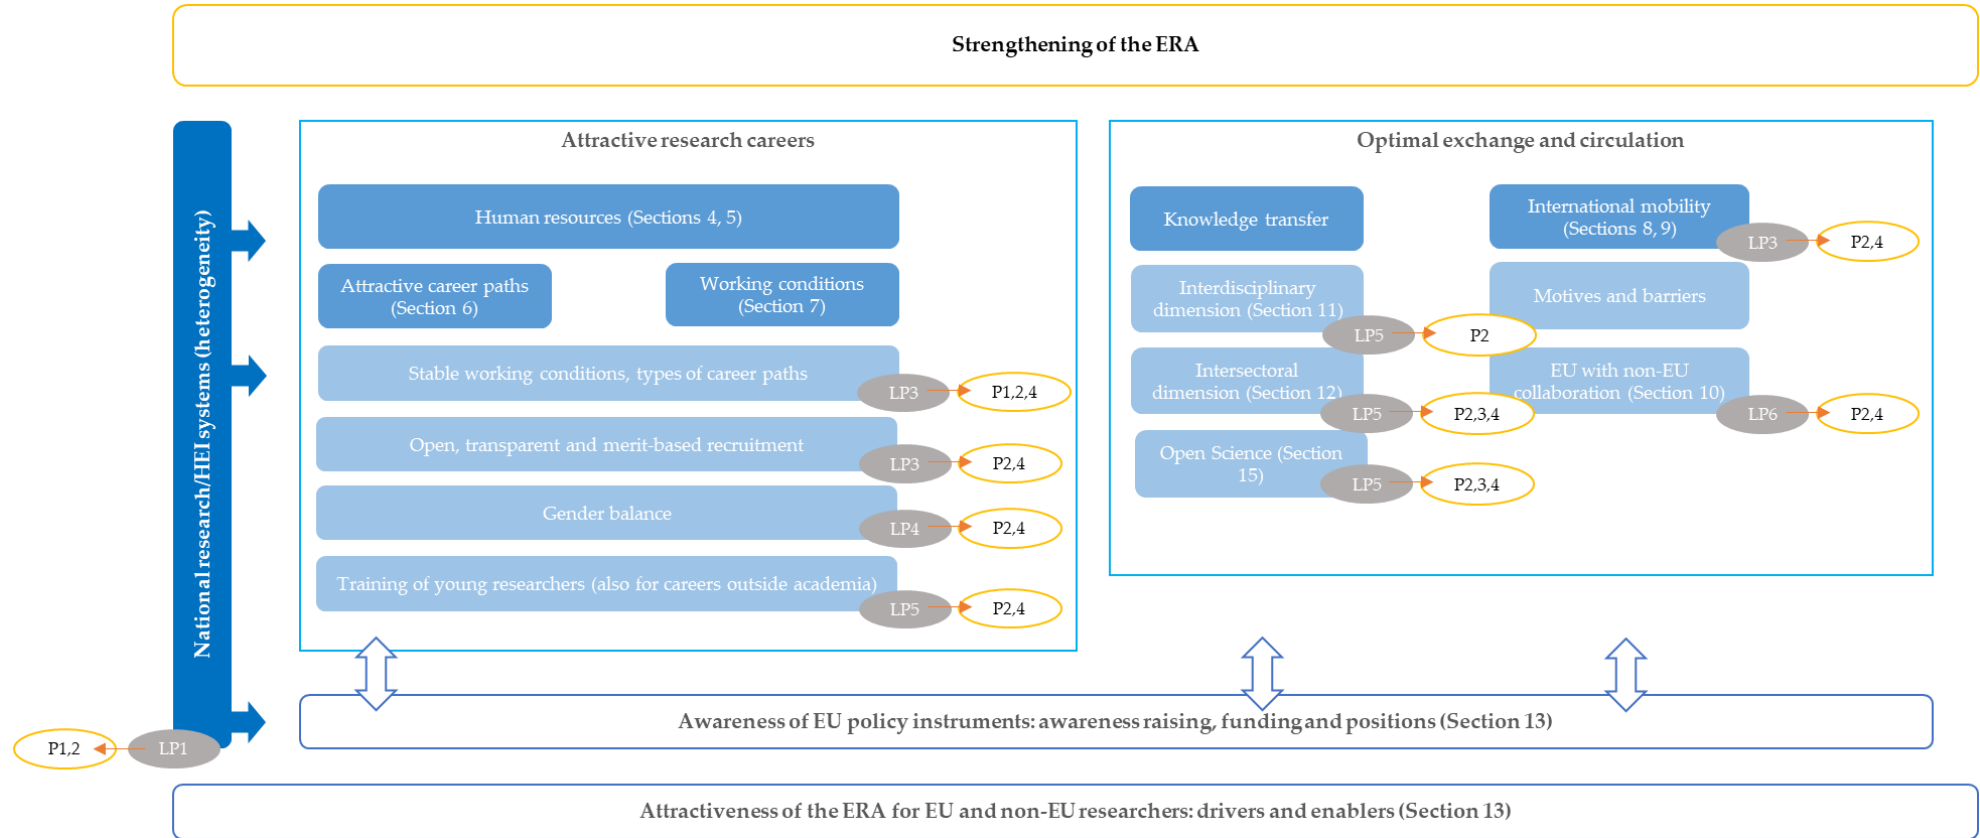 Strengthening of the ERA
National research/HEI systems (heterogeneity)
LP1
P1,2
Attractive research careers
Human resources (Sections 4, 5)
Attractive career paths
(Section 6)
Working conditions
(Section 7)
Stable working conditions, types of career paths
LP3
P1,2,4
Open, transparent and merit-based recruitment
LP3
P2,4
Gender balance
LP4
P2,4
Training of young researchers (also for careers outside academia)
LP5
P2,4
Optimal exchange and circulation
Knowledge transfer
Interdisciplinary
dimension (Section 11)
LP5
P2
Intersectoral
dimension (Section 12)
LP5
P2,3,4
Open Science (Section
15)
LP5
P2,3,4
International mobility
(Sections 8, 9)
LP3
P2,4
Motives and barriers
EU with non-EU
collaboration (Section 10)
LP6
P2,4
Awareness of EU policy instruments: awareness raising, funding and positions (Section 13)
Attractiveness of the ERA for EU and non-EU researchers: drivers and enablers (Section 13)